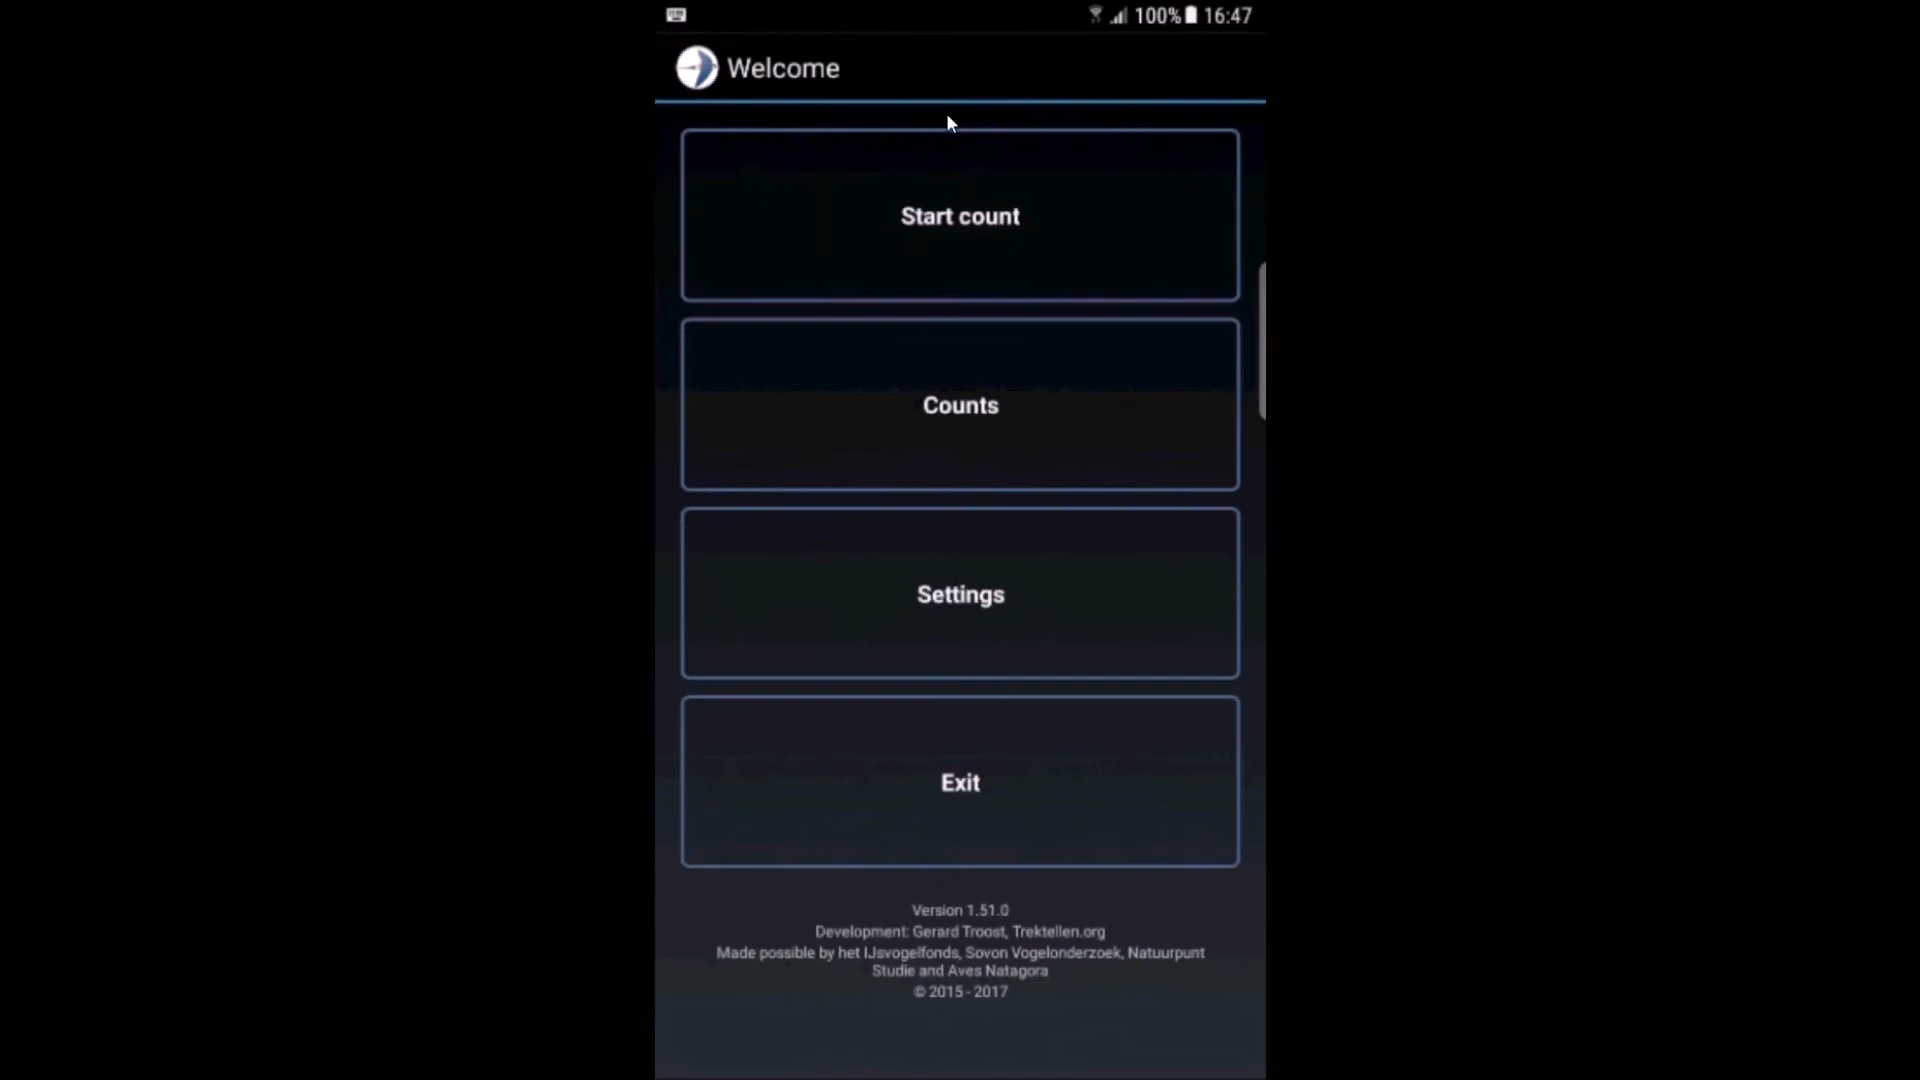 100% 16:47
Welcome
Start count
Counts
Settings
Exit
Version 1.51.0
Development: Gerard Troost, Trektellen.org
Made possible by het IJsvogelfonds, Sovon Vogelonderzoek, Natuurpunt
Studie and Aves Natagora
© 2015 - 2017